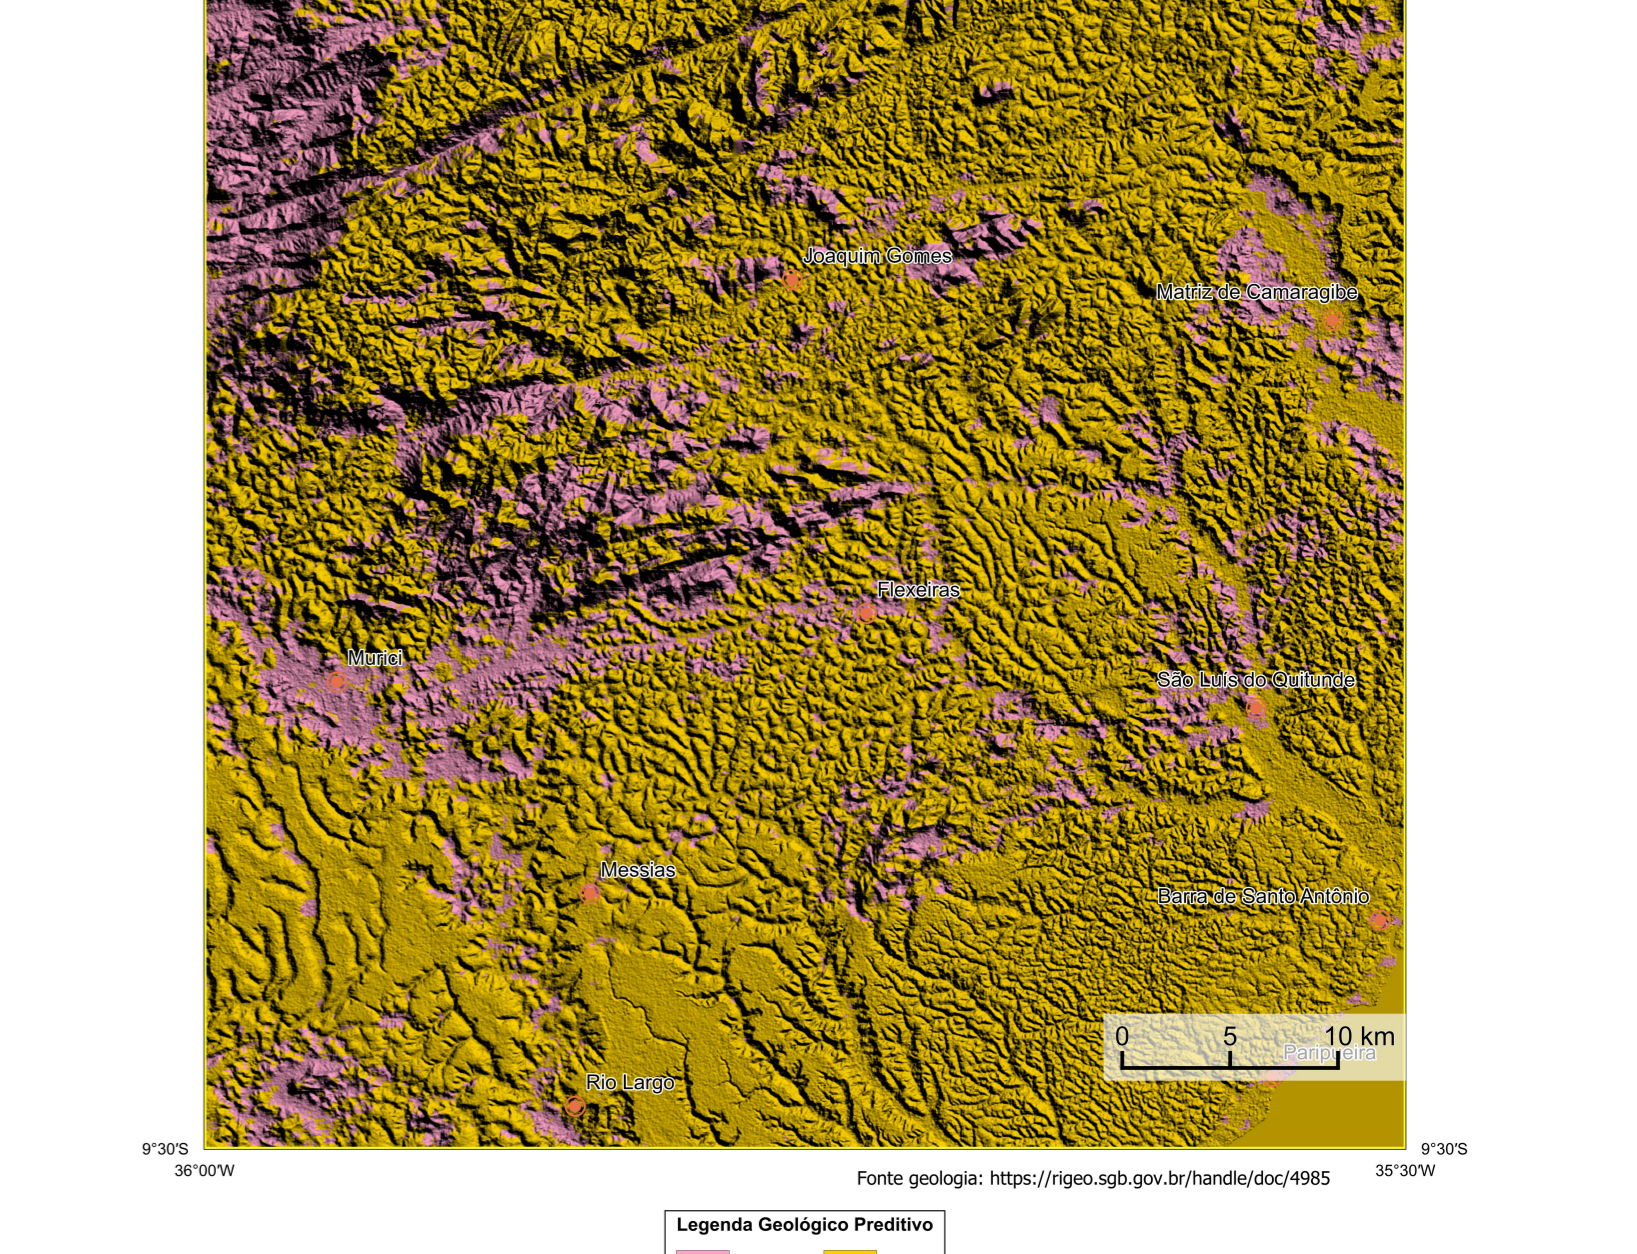 Joaquim Gomes
Matriz de Camaragibe
Flexeiras
Murici
São Luís do Quitunde
Messias
Barra de Santo Antônio
0 5 10 km
Paripueira
Rio Largo
9°30'S 9°30'S
36°00'W 35°30'W
Fonte geologia: https://rigeo.sgb.gov.br/handle/doc/4985
Legenda Geológico Preditivo